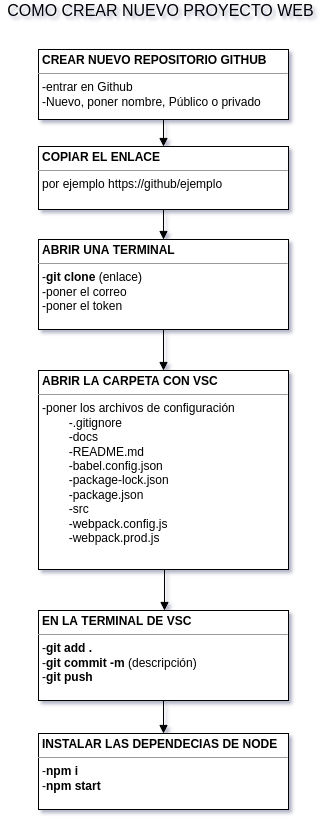 COMO CREAR NUEVO PROYECTO WEB
CREAR NUEVO REPOSITORIO GITHUB
-entrar en Github
-Nuevo, poner nombre, Público o privado
COPIAR EL ENLACE
por ejemplo https://github/ejemplo
ABRIR UNA TERMINAL
-git clone (enlace)
-poner el correo
-poner el token
ABRIR LA CARPETA CON VSC
-poner los archivos de configuración
-.gitignore
-docs
-README.md
-babel.config.json
-package-lock.json
-package.json
-src
-webpack.config.js
-webpack.prod.js
EN LA TERMINAL DE VSC
-git add .
-git commit -m (descripción)
-git push
INSTALAR LAS DEPENDECIAS DE NODE
-npm i
-npm start